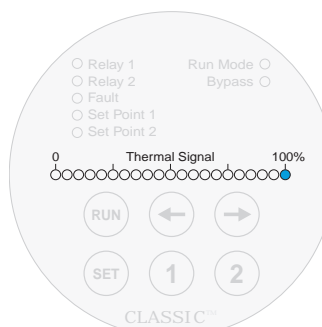 Relay 1 Run Mode
Relay 2 Bypass
Fault
Set Point 1
Set Point 2
0 Thermal Signal 100%
RUN
SET 1 2
CLASSIC™